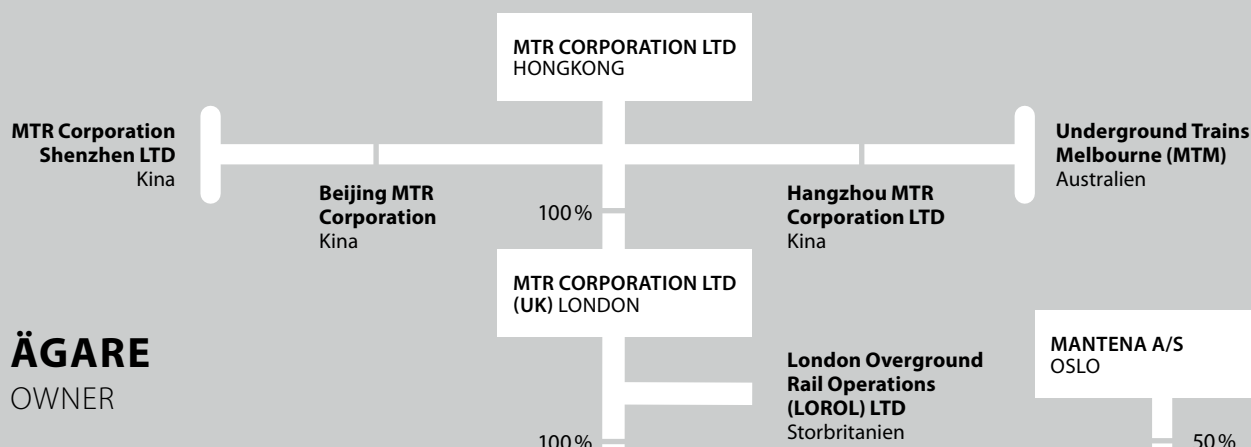 MTR CORPORATION LTD
HONGKONG
MTR Corporation
Shenzhen LTD
Kina
Beijing MTR
Corporation
Kina
100 %
Hangzhou MTR
Corporation LTD
Kina
Underground Trains
Melbourne (MTM)
Australien
MTR CORPORATION LTD
(UK) LONDON
ÄGARE
OWNER
London Overground
Rail Operations
(LOROL) LTD
Storbritanien
MANTENA A/S
OSLO
100 %
50 %